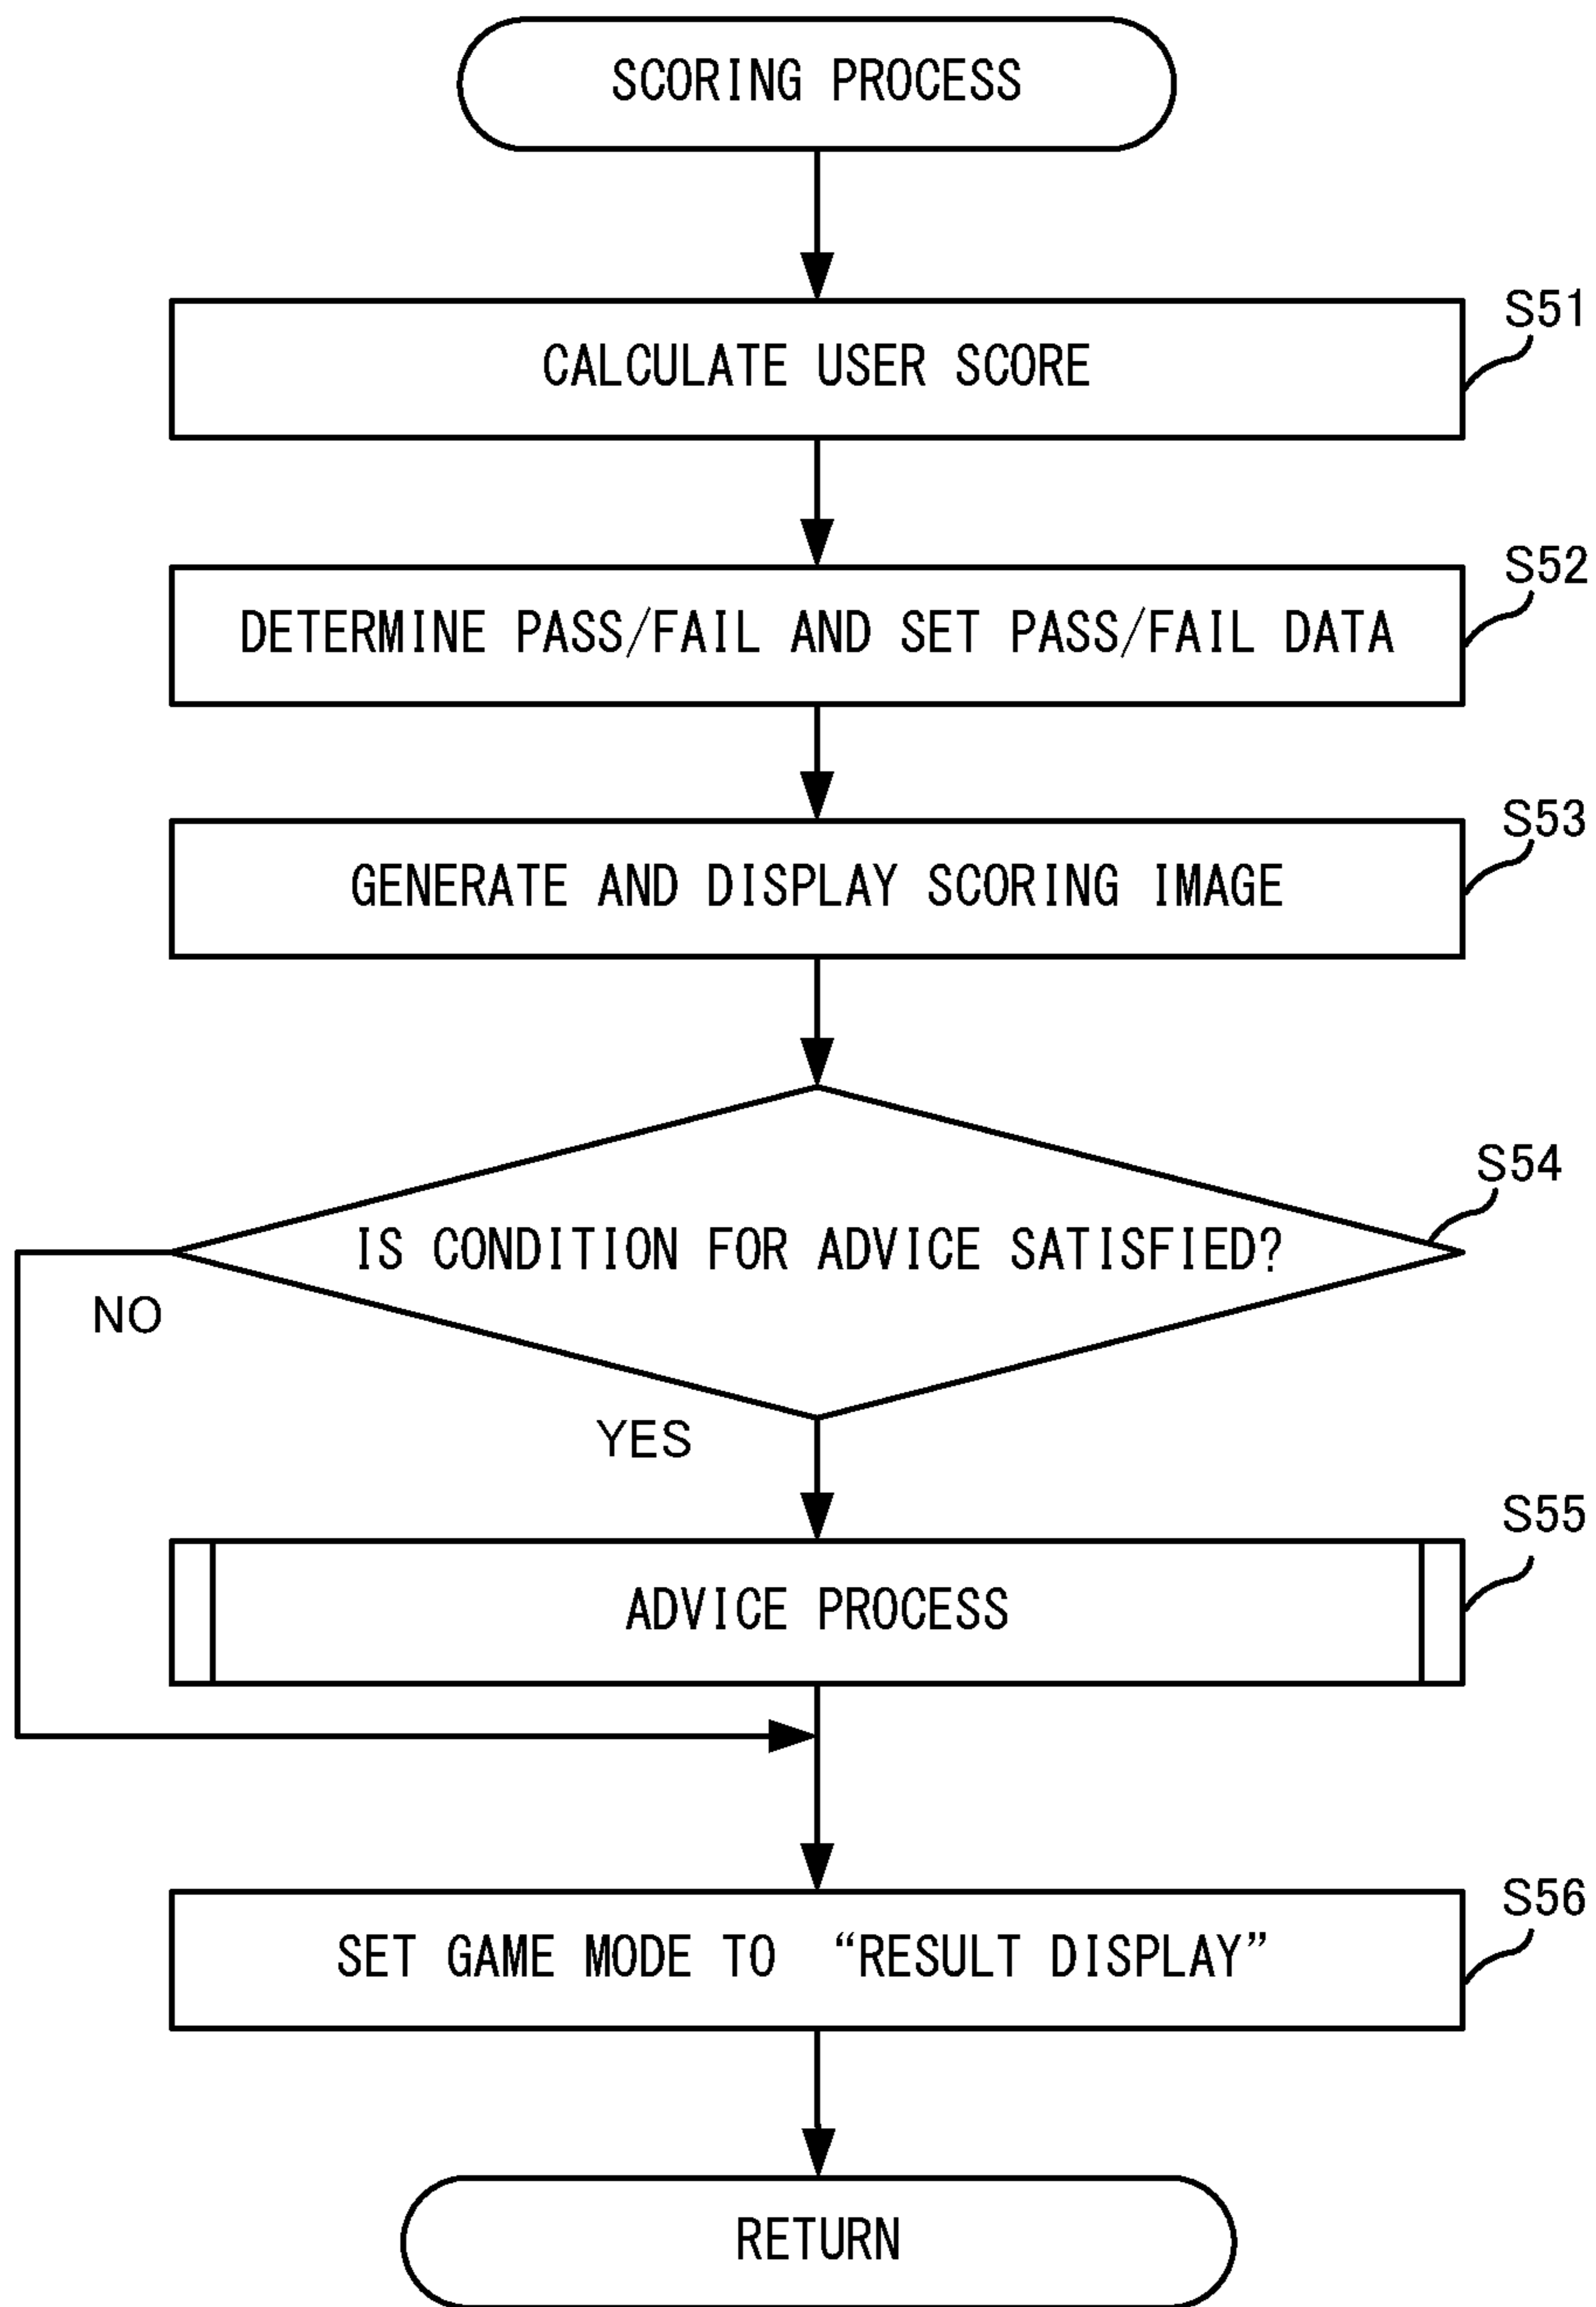 SCORING PROCESS
S51
CALCULATE USER SCORE
S52
DETERMINE PASS/FAIL AND SET PASS/FAIL DATA
S53
GENERATE AND DISPLAY SCORING IMAGE
S54
IS CONDITION FOR ADVICE SATISFIED?
NO
YES
S55
ADVICE PROCESS
S56
SET GAME MODE TO “RESULT DISPLAY”
RETURN